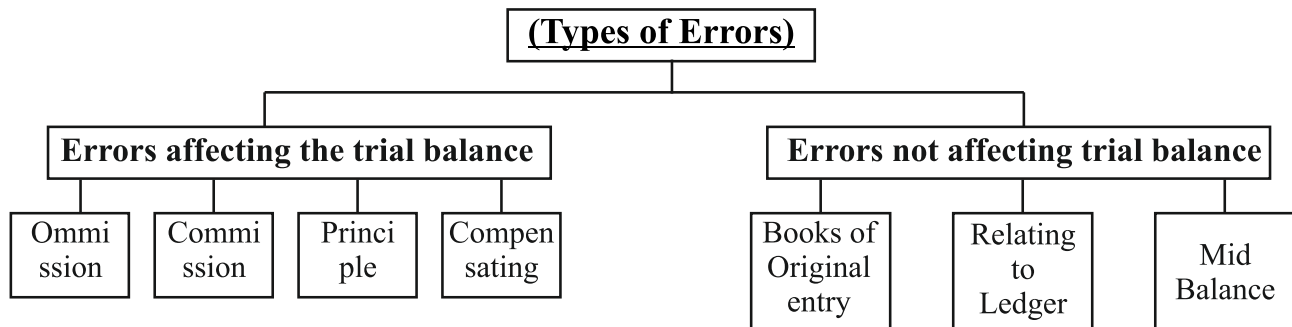 (Types of Errors)
Errors affecting the trial balance
Errors not affecting trial balance
Ommi
ssion
Commi
ssion
Princi
ple
Compen
sating
Books of
Original
entry
Relating
to
Ledger
Mid
Balance